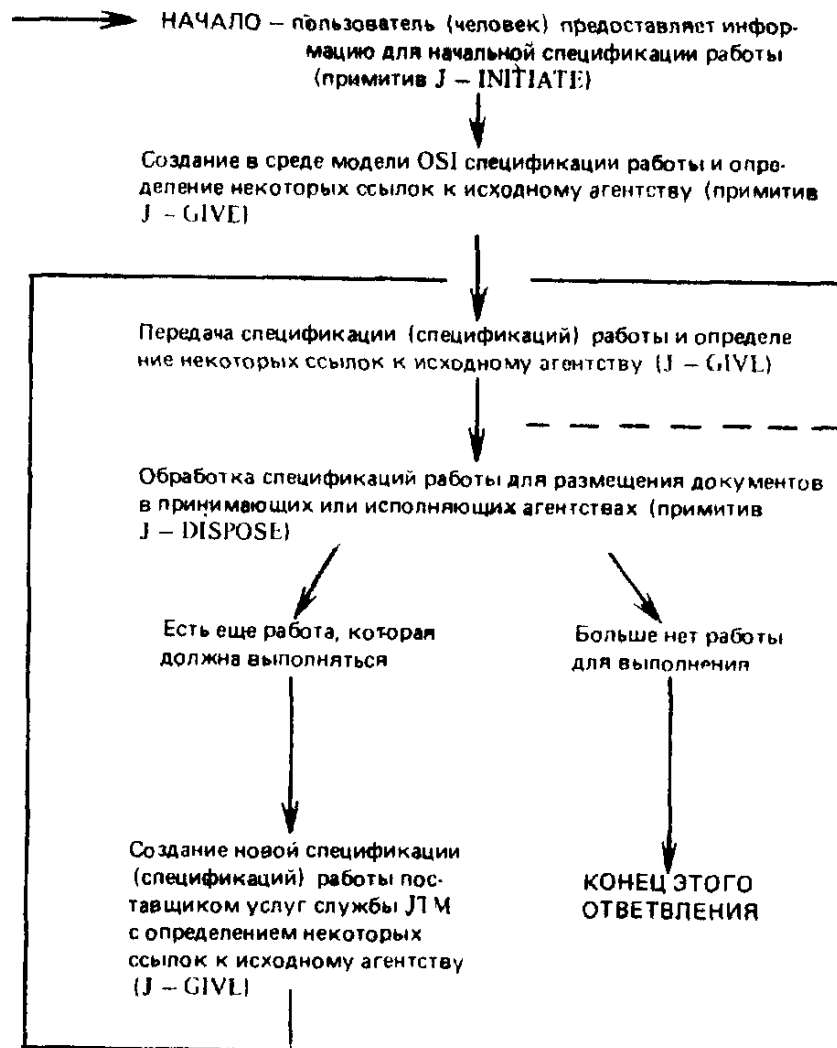 НАЧАЛО – пользователь (человек) предоставляет инфор-
мацию для начальной спецификации работы
(примитив J – INITIATE)
Создание в среде модели OSI спецификации работы и опре-
деление некоторых ссылок к исходному агентству (примитив
J – GIVE)
Передача спецификации (спецификаций) работы и определе
ние некоторых ссылок к исходному агентству (J – GIVL)
Обработка спецификаций работы для размещения документов
в принимающих или исполняющих агентствах (примитив
J – DISPOSE)
Есть еще работа, которая
должна выполняться
Больше нет работы
для выполнения
Создание новой спецификации
(спецификаций) работы пос-
тавщиком услуг службы JTM
с определением некоторых
ссылок к исходному агентству
(J – GIVL)
КОНЕЦ ЭТОГО
ОТВЕТВЛЕНИЯ